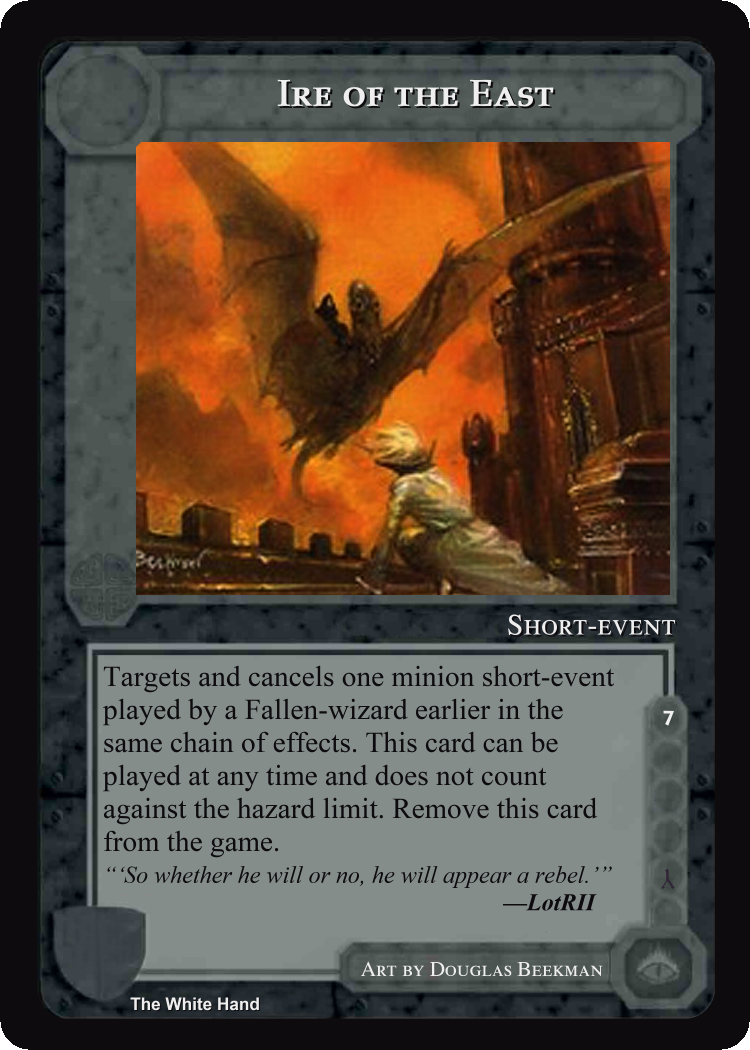 Ire of the East
Beekman
Short-event
Targets and cancels one minion short-event
played by a Fallen-wizard earlier in the
same chain of effects. This card can be
played at any time and does not count
against the hazard limit. Remove this card
from the game.
“‘So whether he will or no, he will appear a rebel.’”
—LotRII
7
Art by Douglas Beekman
The White Hand